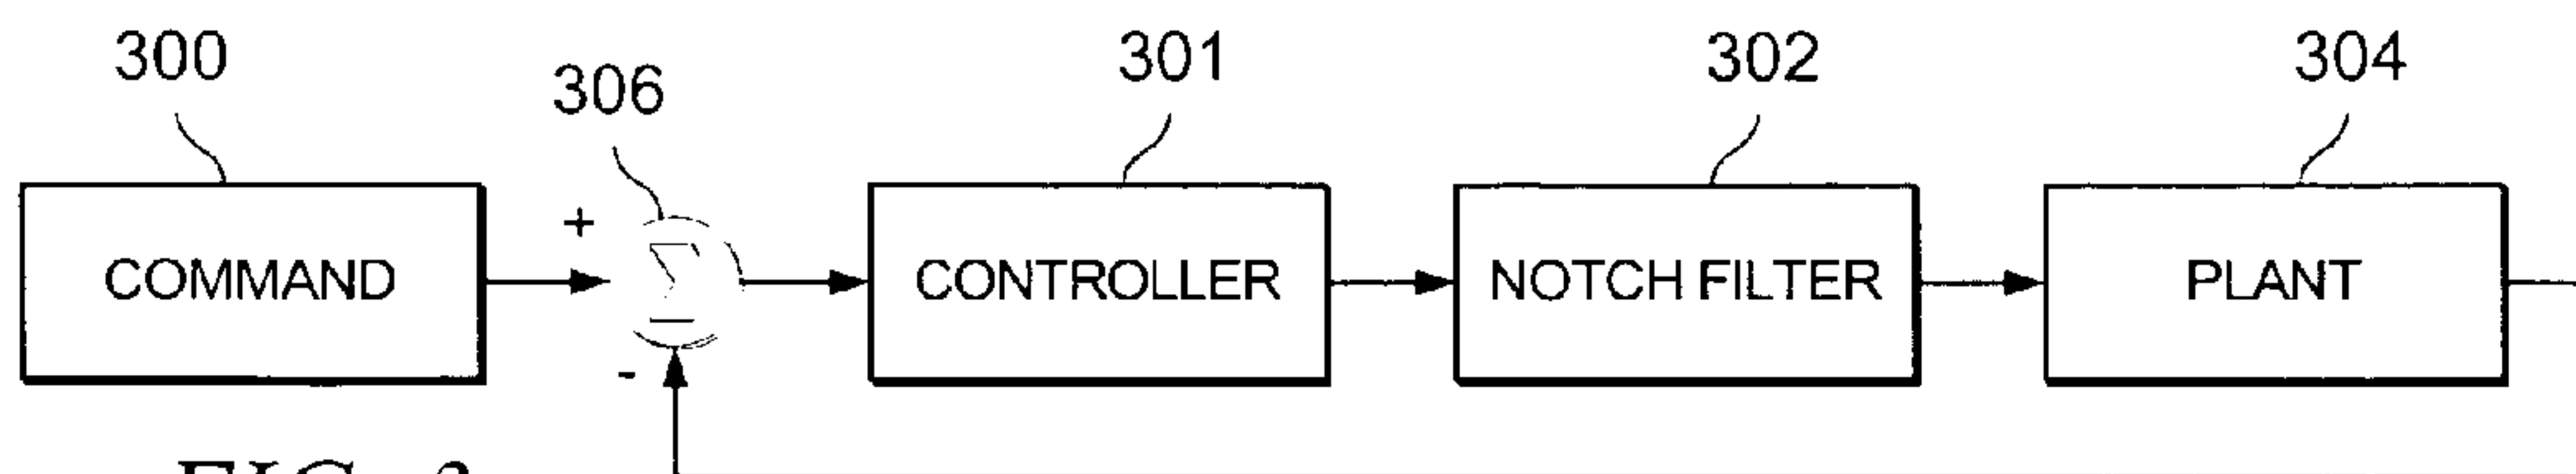 300
306
301
302
304
+
COMMAND
Σ
CONTROLLER
NOTCH FILTER
PLANT
-